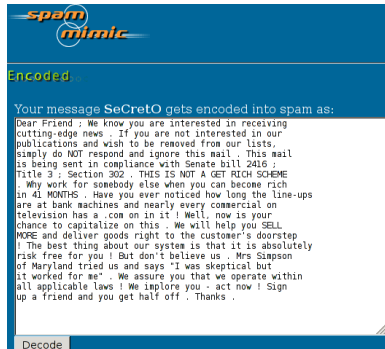 spam
mimic
Encoded
Your message SeCretO gets encoded into spam as:
Dear Friend ; We know you are interested in receiving
cutting-edge news . If you are not interested in our
publications and wish to be removed from our lists,
simply do NOT respond and ignore this mail . This mail
is being sent in compliance with Senate bill 2416 ;
Title 3 ; Section 302 . THIS IS NOT A GET RICH SCHEME
. Why work for somebody else when you can become rich
in 41 MONTHS . Have you ever noticed how long the line-ups
are at bank machines and nearly every commercial on
television has a .com on in it ! Well, now is your
chance to capitalize on this . We will help you SELL
MORE and deliver goods right to the customer's doorstep
! The best thing about our system is that it is absolutely
risk free for you ! But don't believe us . Mrs Simpson
of Maryland tried us and says "I was skeptical but
it worked for me" . We assure you that we operate within
all applicable laws ! We implore you - act now ! Sign
up a friend and you get half off . Thanks .
Decode